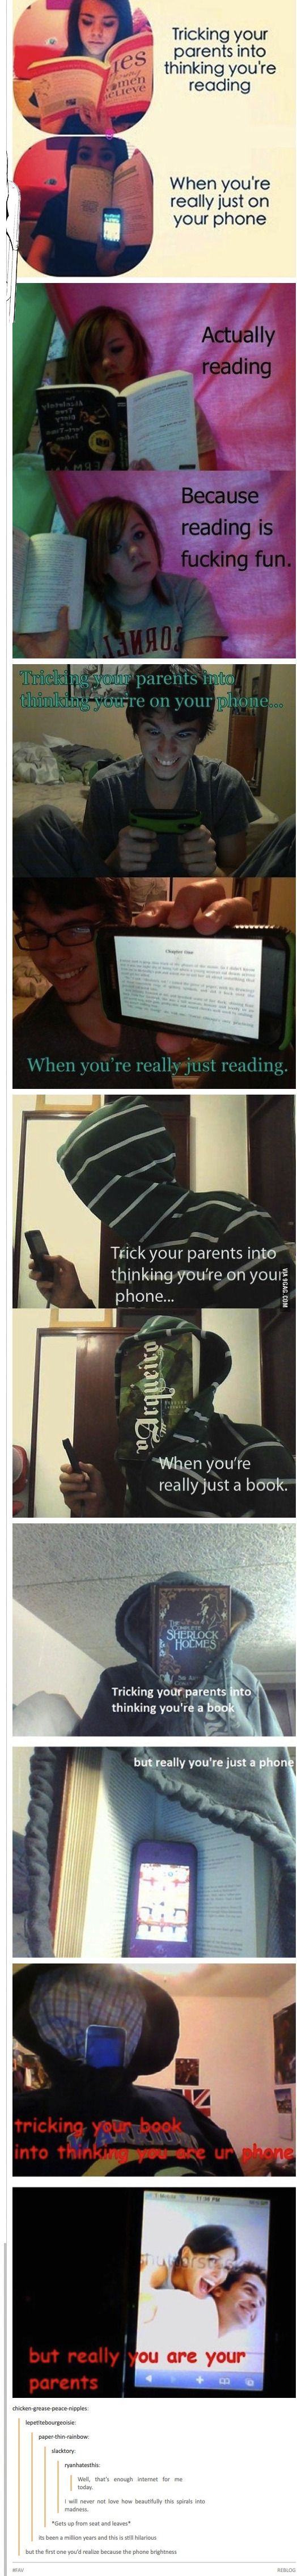 Tricking your
parents into
thinking you're
reading
When you're
really just on
your phone
Actually
reading
Because
reading is
fucking fun.
CORNELL
Tricking your parents into
thinking you're on your phone...
Chapter One
When you're really just reading.
Trick your parents into
thinking you're on your
phone...
VIA 9GAG.COM
o Arqueiro
When you're
really just a book.
THE
COMPLETE
SHERLOCK
HOLMES
Tricking your parents into
thinking you're a book
but really you're just a phone
tricking your book
into thinking you are ur phone
but really you are your
parents
chicken-grease-peace-nipples:
lepetitebourgeoisie:
paper-thin-rainbow:
slacktory:
ryanhatesthis:
Well, that's enough internet for me
today.
I will never not love how beautifully this spirals into
madness.
*Gets up from seat and leaves*
its been a million years and this is still hilarious
but the first one you'd realize because the phone brightness
#FAV
REBLOG